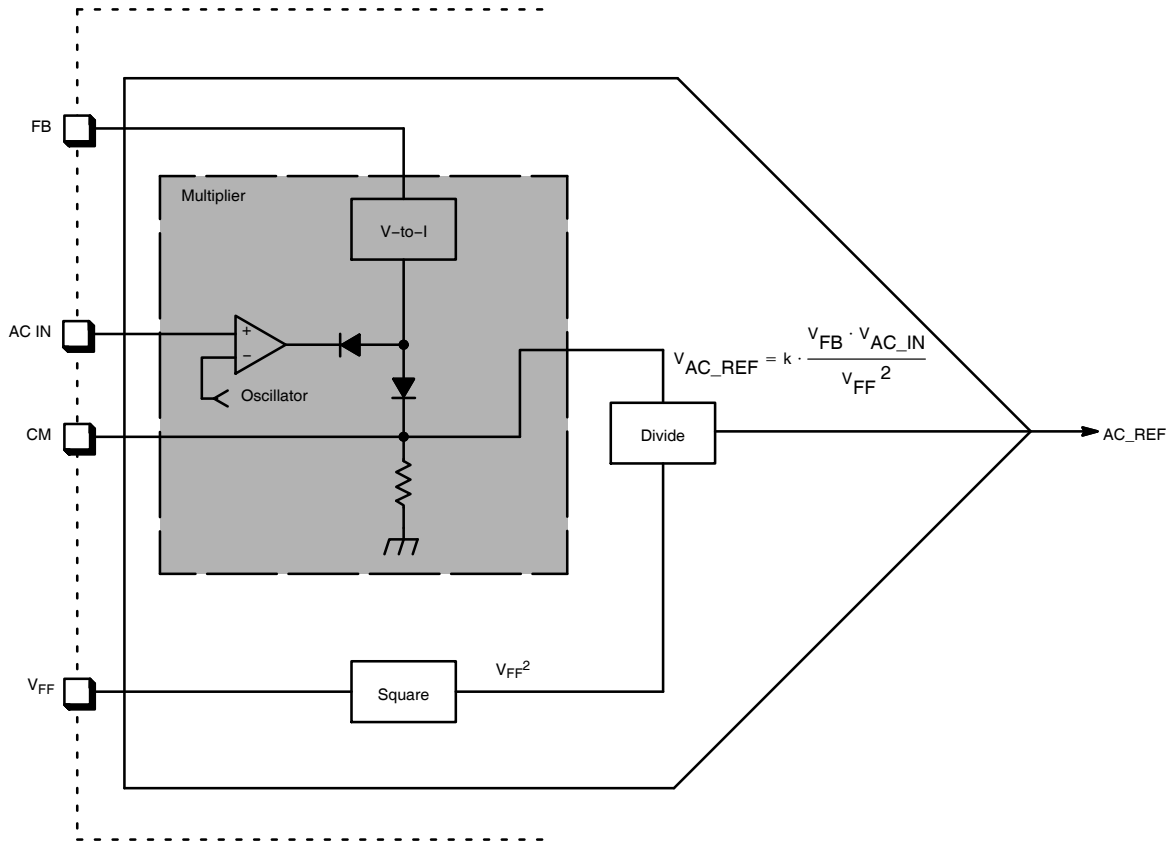 FB
Multiplier
V−to−I
AC IN
+
−
Oscillator
V_AC_REF = k · (V_FB · V_AC_IN) / V_FF^2
CM
Divide
AC_REF
V_FF
Square
V_FF^2